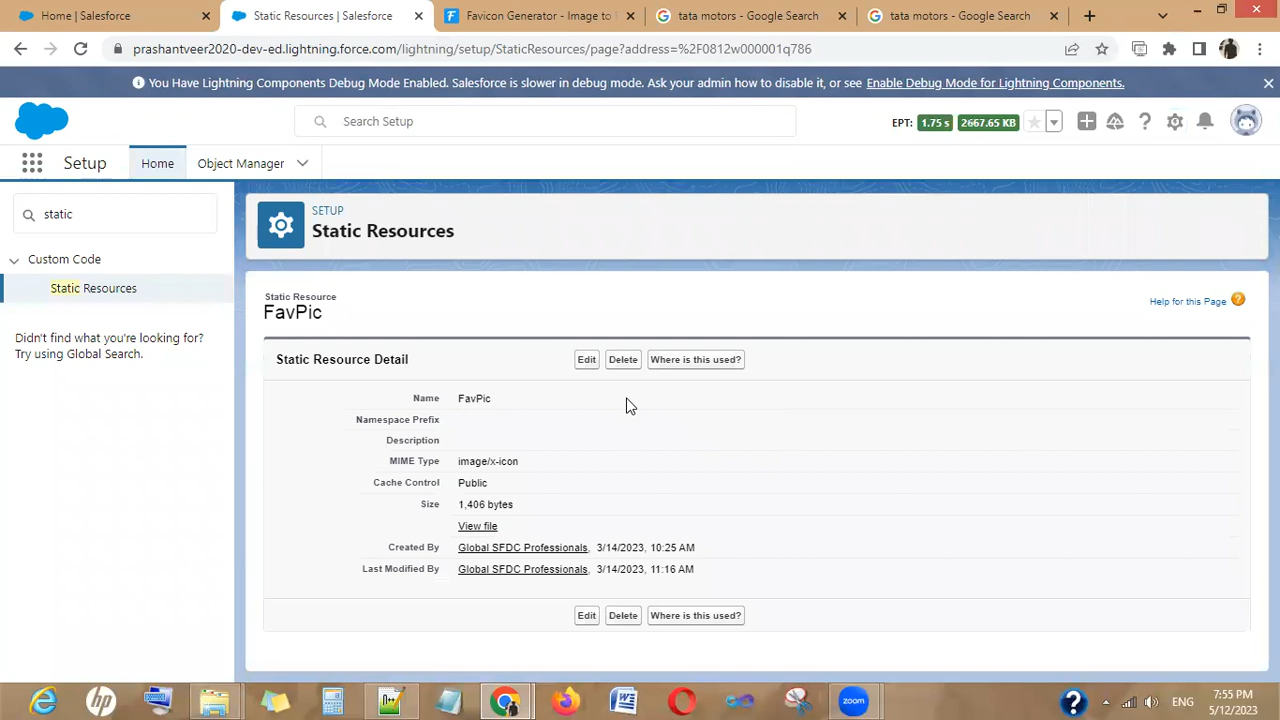 Home | Salesforce
Static Resources | Salesforce
Favicon Generator - Image to
tata motors - Google Search
tata motors - Google Search
prashantveer2020-dev-ed.lightning.force.com/lightning/setup/StaticResources/page?address=%2F0812w000001q786
You Have Lightning Components Debug Mode Enabled. Salesforce is slower in debug mode. Ask your admin how to disable it, or see Enable Debug Mode for Lightning Components.
Search Setup
EPT: 1.75 s 2667.65 KB
Setup
Home
Object Manager
static
Custom Code
Static Resources
Didn't find what you're looking for?
Try using Global Search.
SETUP
Static Resources
Static Resource
FavPic
Help for this Page
Static Resource Detail
Edit Delete Where is this used?
Name FavPic
Namespace Prefix
Description
MIME Type image/x-icon
Cache Control Public
Size 1,406 bytes
View file
Created By Global SFDC Professionals, 3/14/2023, 10:25 AM
Last Modified By Global SFDC Professionals, 3/14/2023, 11:16 AM
Edit Delete Where is this used?
hp
zoom
ENG
7:55 PM
5/12/2023